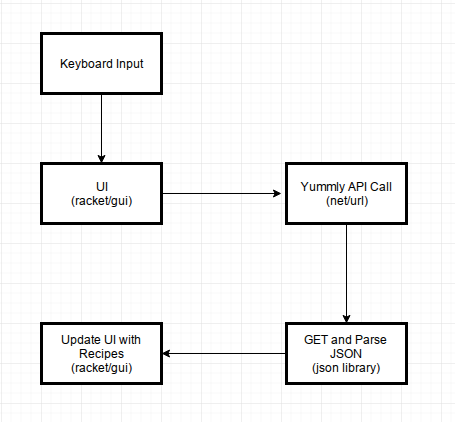 Keyboard Input
UI
(racket/gui)
Yummly API Call
(net/url)
Update UI with
Recipes
(racket/gui)
GET and Parse
JSON
(json library)